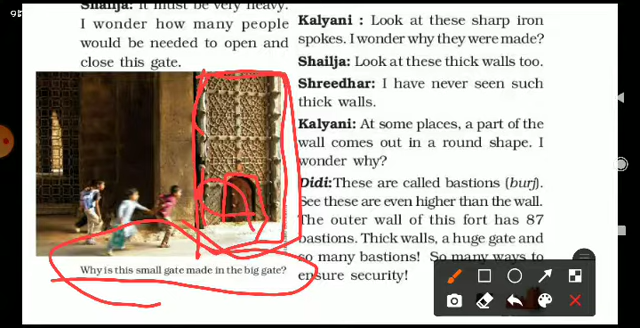 Shailja: It must be very heavy.
I wonder how many people
would be needed to open and
close this gate.
Why is this small gate made in the big gate?
Kalyani : Look at these sharp iron
spokes. I wonder why they were made?
Shailja: Look at these thick walls too.
Shreedhar: I have never seen such
thick walls.
Kalyani: At some places, a part of the
wall comes out in a round shape. I
wonder why?
Didi: These are called bastions (burj).
See these are even higher than the wall.
The outer wall of this fort has 87
bastions. Thick walls, a huge gate and
so many bastions! So many ways to
ensure security!